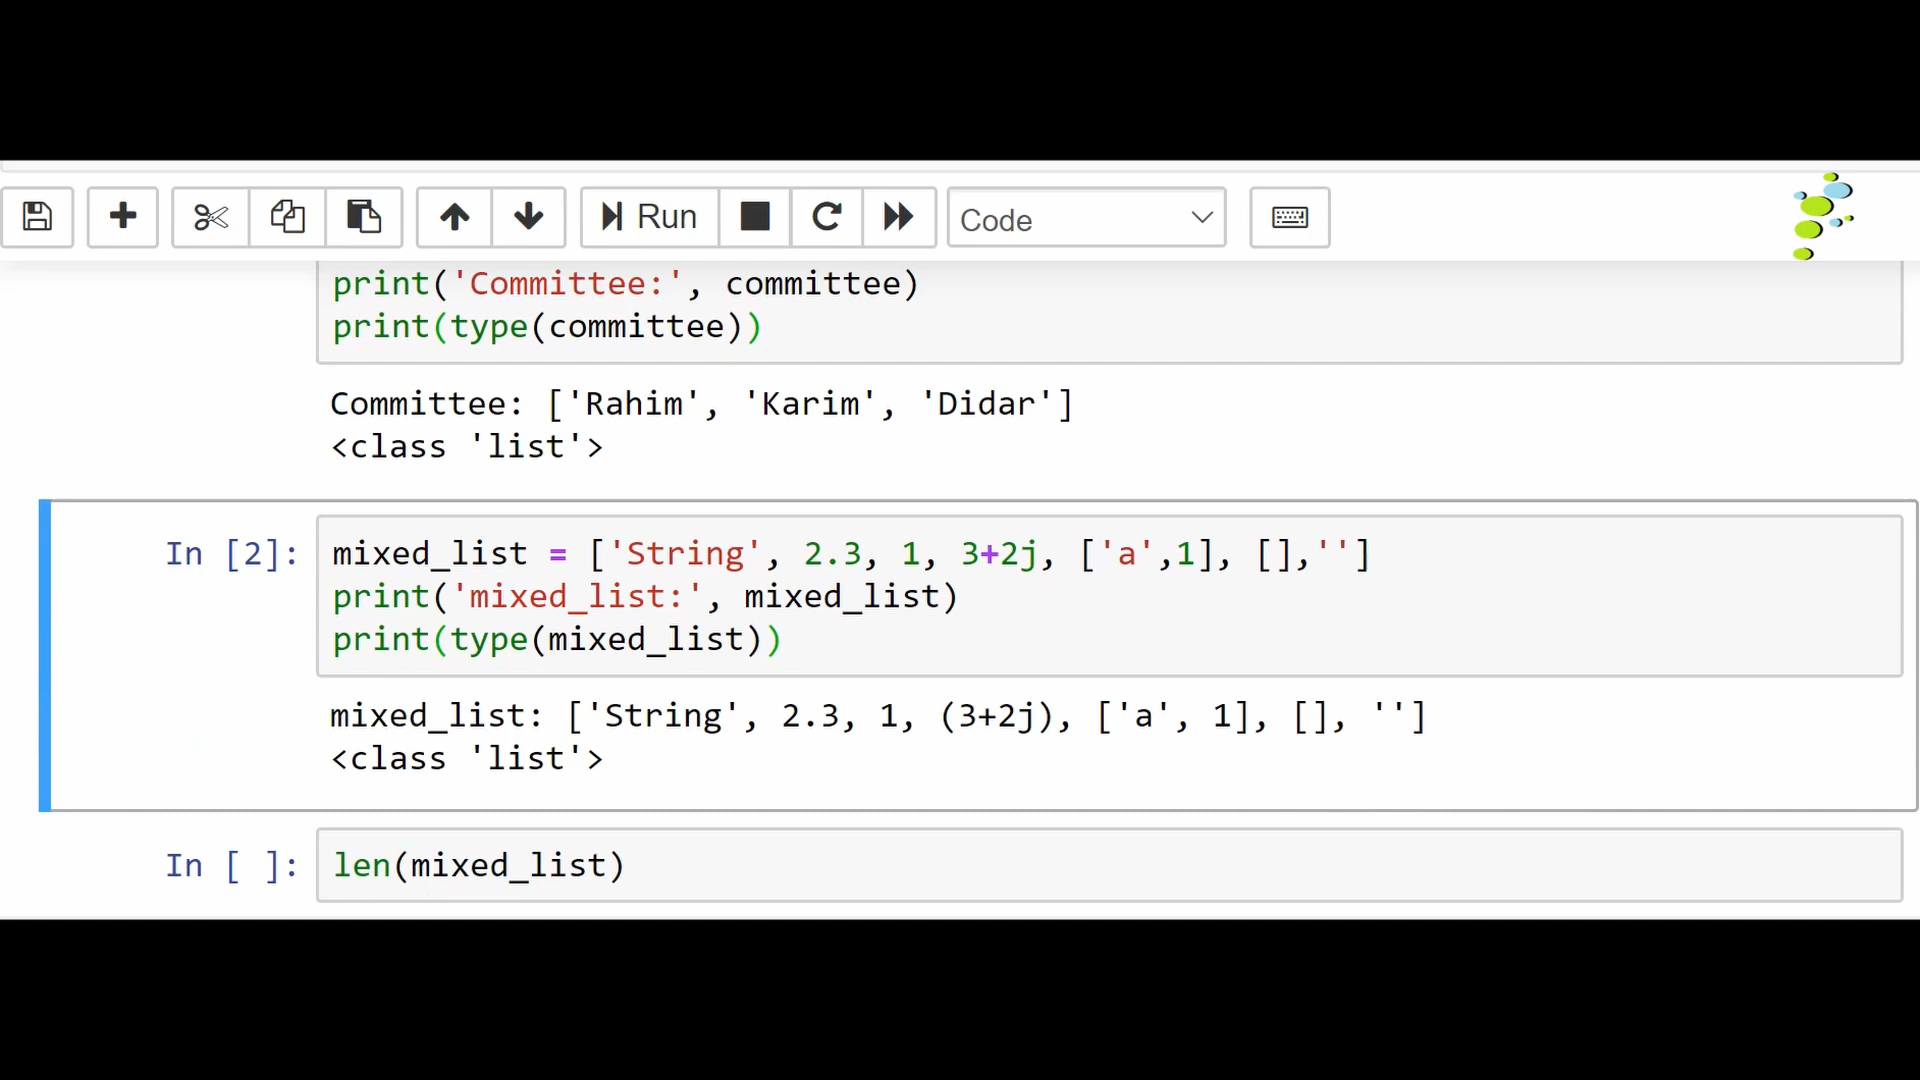 Run
Code
print('Committee:', committee)
print(type(committee))
Committee: ['Rahim', 'Karim', 'Didar']
<class 'list'>
In [2]: mixed_list = ['String', 2.3, 1, 3+2j, ['a',1], [],'']
print('mixed_list:', mixed_list)
print(type(mixed_list))
mixed_list: ['String', 2.3, 1, (3+2j), ['a', 1], [], '']
<class 'list'>
In [ ]: len(mixed_list)